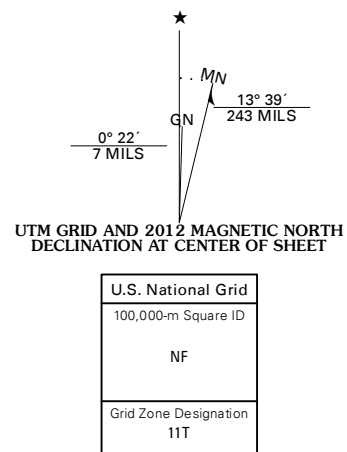 ★
MN
GN
0° 22´
7 MILS
13° 39´
243 MILS
UTM GRID AND 2012 MAGNETIC NORTH
DECLINATION AT CENTER OF SHEET
U.S. National Grid
100,000-m Square ID
NF
Grid Zone Designation
11T